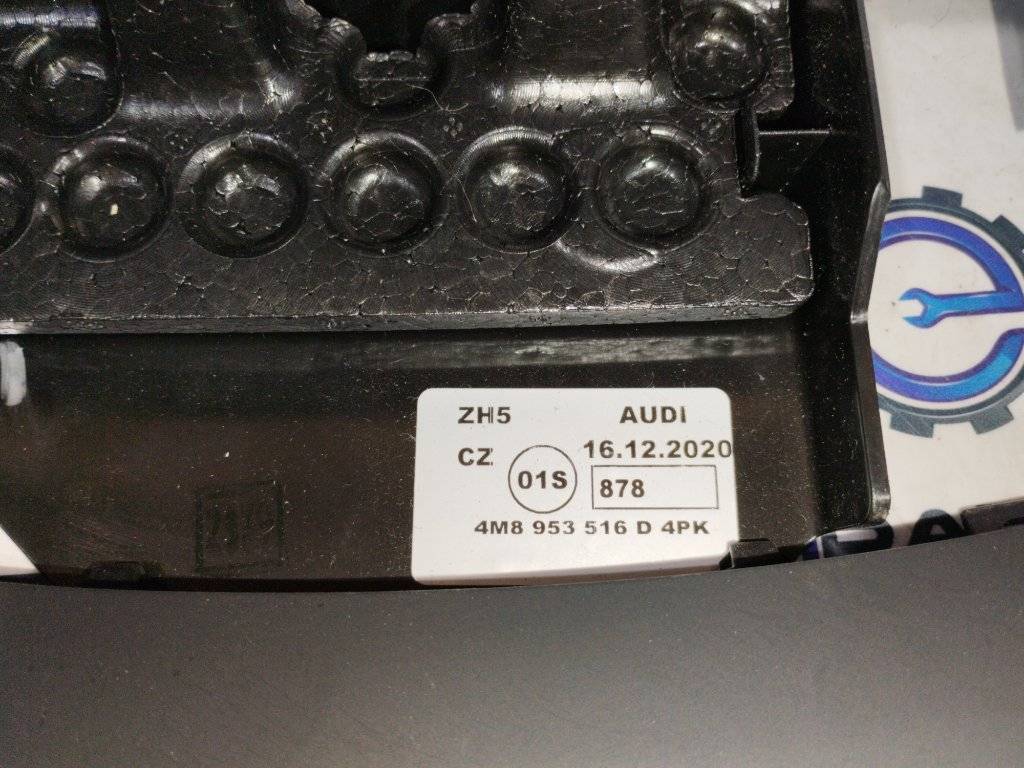 ZH5 AUDI
CZ 16.12.2020
01S 878
4M8 953 516 D 4PK